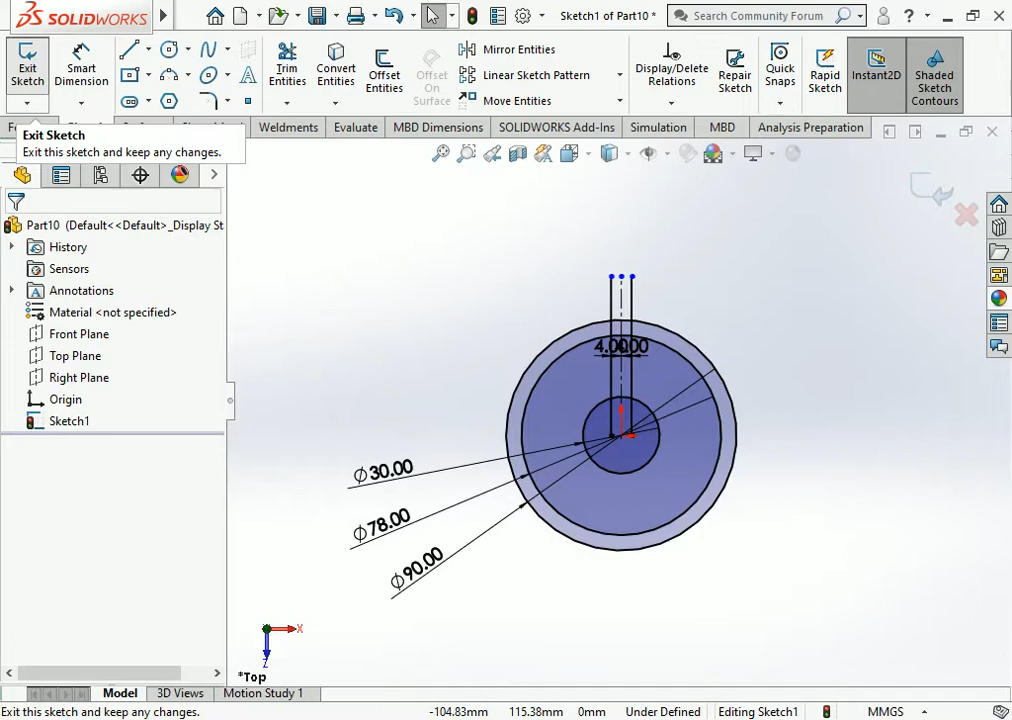 SOLIDWORKS
Sketch1 of Part10 *
Search Community Forum
?
Exit
Sketch
Smart
Dimension
Trim
Entities
Convert
Entities
Offset
Entities
Offset
On
Surface
Mirror Entities
Linear Sketch Pattern
Move Entities
Display/Delete
Relations
Repair
Sketch
Quick
Snaps
Rapid
Sketch
Instant2D
Shaded
Sketch
Contours
Weldments
Evaluate
MBD Dimensions
SOLIDWORKS Add-Ins
Simulation
MBD
Analysis Preparation
Exit Sketch
Exit this sketch and keep any changes.
Part10 (Default<<Default>_Display St
History
Sensors
Annotations
Material <not specified>
Front Plane
Top Plane
Right Plane
Origin
Sketch1
∅30.00
∅78.00
∅90.00
X
Z
*Top
Model
3D Views
Motion Study 1
Exit this sketch and keep any changes.
-104.83mm
115.38mm
0mm
Under Defined
Editing Sketch1
MMGS